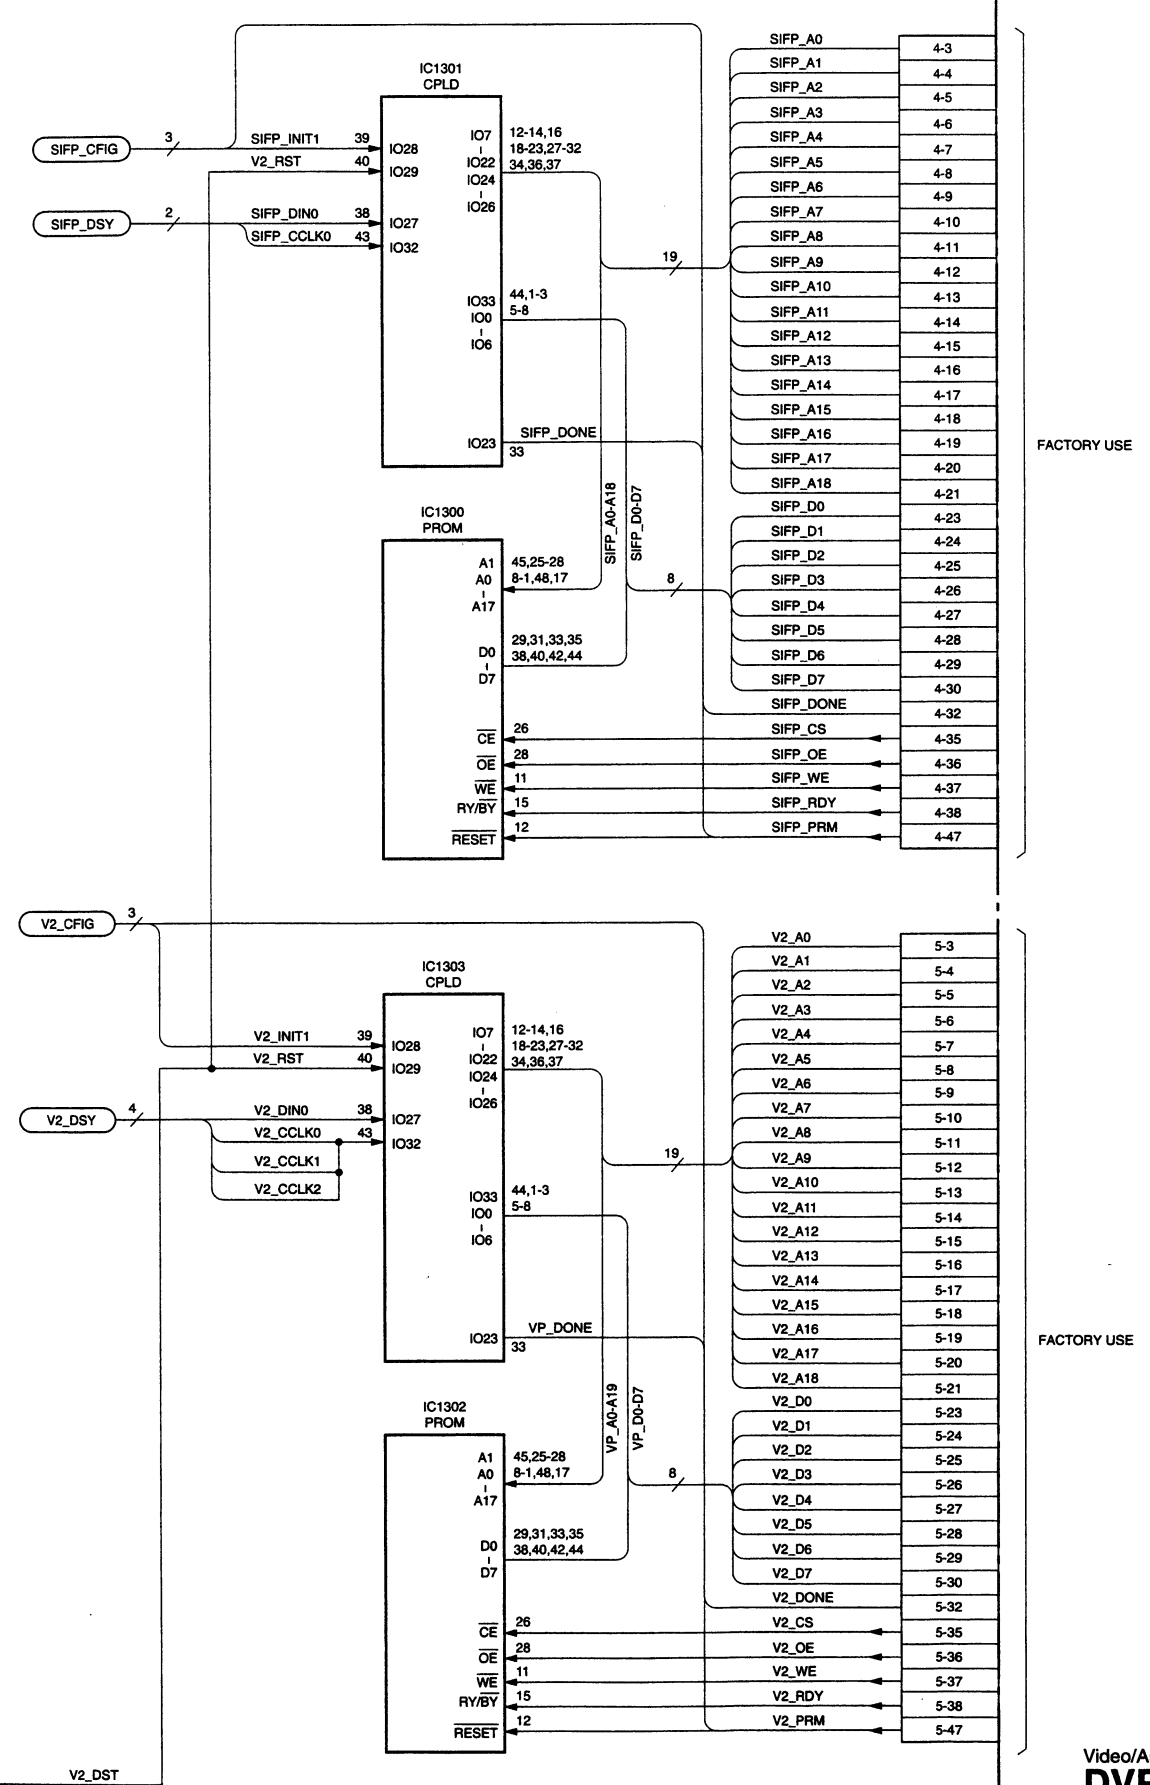 SIFP_CFIG
3
SIFP_INIT1
39
V2_RST
40
SIFP_DSY
2
SIFP_DIN0
38
SIFP_CCLK0
43
IC1301
CPLD
IO28
IO29
IO27
IO32
IO7
IO22
IO24
IO26
12-14,16
18-23,27-32
34,36,37
IO33
IO0
IO6
44,1-3
5-8
IO23
SIFP_DONE
33
19
SIFP_A0-A18
SIFP_D0-D7
8
IC1300
PROM
A1
A0
A17
45,25-28
8-1,48,17
D0
D7
29,31,33,35
38,40,42,44
CE
26
OE
28
WE
11
RY/BY
15
RESET
12
SIFP_A0 4-3
SIFP_A1 4-4
SIFP_A2 4-5
SIFP_A3 4-6
SIFP_A4 4-7
SIFP_A5 4-8
SIFP_A6 4-9
SIFP_A7 4-10
SIFP_A8 4-11
SIFP_A9 4-12
SIFP_A10 4-13
SIFP_A11 4-14
SIFP_A12 4-15
SIFP_A13 4-16
SIFP_A14 4-17
SIFP_A15 4-18
SIFP_A16 4-19
SIFP_A17 4-20
SIFP_A18 4-21
SIFP_D0 4-23
SIFP_D1 4-24
SIFP_D2 4-25
SIFP_D3 4-26
SIFP_D4 4-27
SIFP_D5 4-28
SIFP_D6 4-29
SIFP_D7 4-30
SIFP_DONE 4-32
SIFP_CS 4-35
SIFP_OE 4-36
SIFP_WE 4-37
SIFP_RDY 4-38
SIFP_PRM 4-47
FACTORY USE
V2_CFIG
3
V2_INIT1
39
V2_RST
40
V2_DSY
4
V2_DIN0
38
V2_CCLK0
43
V2_CCLK1
V2_CCLK2
IC1303
CPLD
IO28
IO29
IO27
IO32
IO7
IO22
IO24
IO26
12-14,16
18-23,27-32
34,36,37
IO33
IO0
IO6
44,1-3
5-8
IO23
VP_DONE
33
19
VP_A0-A19
VP_D0-D7
8
IC1302
PROM
A1
A0
A17
45,25-28
8-1,48,17
D0
D7
29,31,33,35
38,40,42,44
CE
26
OE
28
WE
11
RY/BY
15
RESET
12
V2_A0 5-3
V2_A1 5-4
V2_A2 5-5
V2_A3 5-6
V2_A4 5-7
V2_A5 5-8
V2_A6 5-9
V2_A7 5-10
V2_A8 5-11
V2_A9 5-12
V2_A10 5-13
V2_A11 5-14
V2_A12 5-15
V2_A13 5-16
V2_A14 5-17
V2_A15 5-18
V2_A16 5-19
V2_A17 5-20
V2_A18 5-21
V2_D0 5-23
V2_D1 5-24
V2_D2 5-25
V2_D3 5-26
V2_D4 5-27
V2_D5 5-28
V2_D6 5-29
V2_D7 5-30
V2_DONE 5-32
V2_CS 5-35
V2_OE 5-36
V2_WE 5-37
V2_RDY 5-38
V2_PRM 5-47
FACTORY USE
V2_DST
Video/A